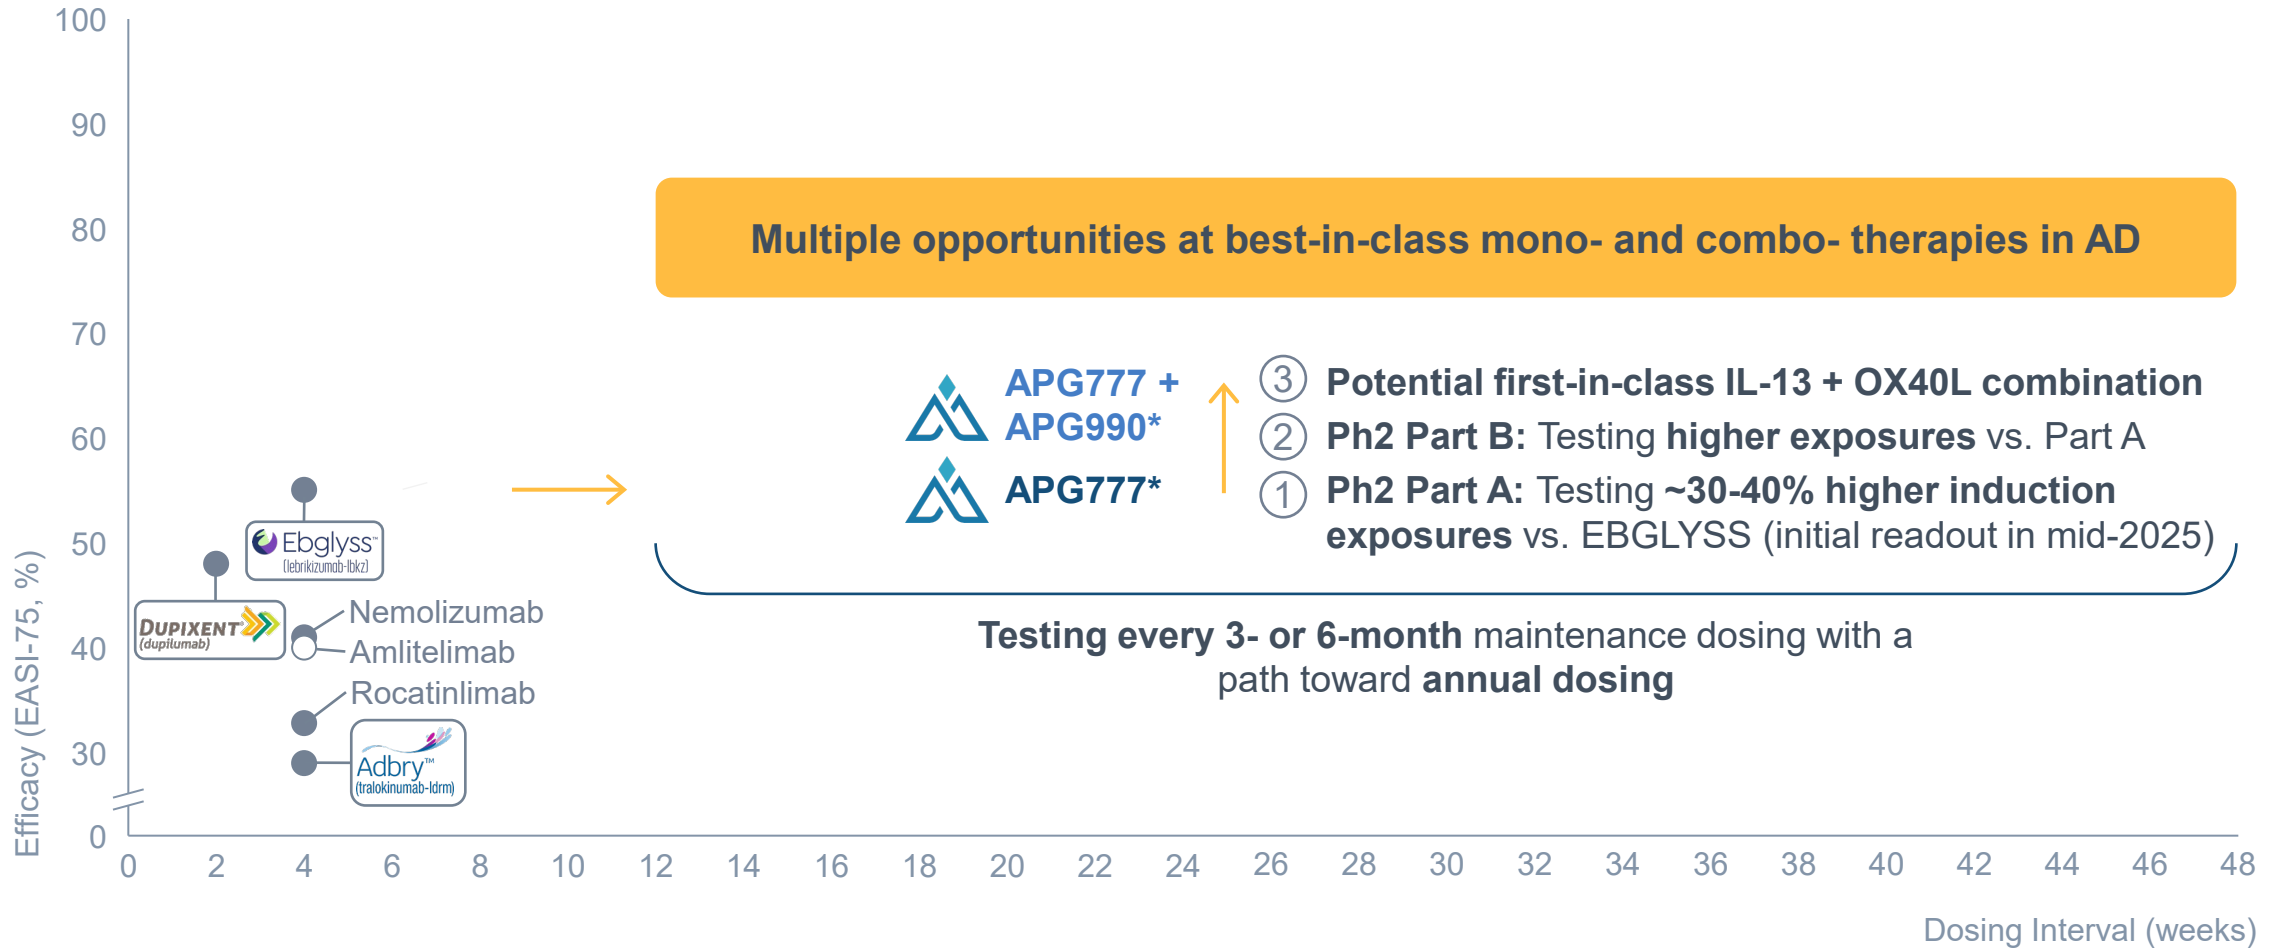 100
90
80
70
60
50
40
30
0
Efficacy (EASI-75, %)
Multiple opportunities at best-in-class mono- and combo- therapies in AD
APG777 +
APG990*
APG777*
3 Potential first-in-class IL-13 + OX40L combination
2 Ph2 Part B: Testing higher exposures vs. Part A
1 Ph2 Part A: Testing ~30-40% higher induction
exposures vs. EBGLYSS (initial readout in mid-2025)
Testing every 3- or 6-month maintenance dosing with a
path toward annual dosing
Ebglyss™
(lebrikizumab-lbkz)
DUPIXENT®
(dupilumab)
Nemolizumab
Amlitelimab
Rocatinlimab
Adbry™
(tralokinumab-ldrm)
0 2 4 6 8 10 12 14 16 18 20 22 24 26 28 30 32 34 36 38 40 42 44 46 48
Dosing Interval (weeks)